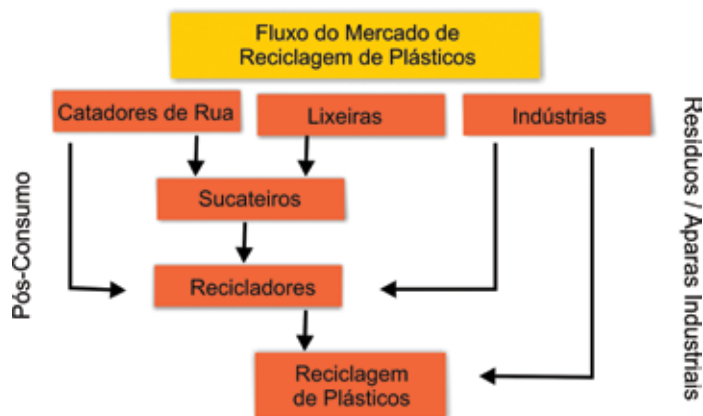 Fluxo do Mercado de
Reciclagem de Plásticos
Catadores de Rua
Lixeiras
Indústrias
Sucateiros
Recicladores
Reciclagem
de Plásticos
Pós-Consumo
Resíduos / Aparas Industriais